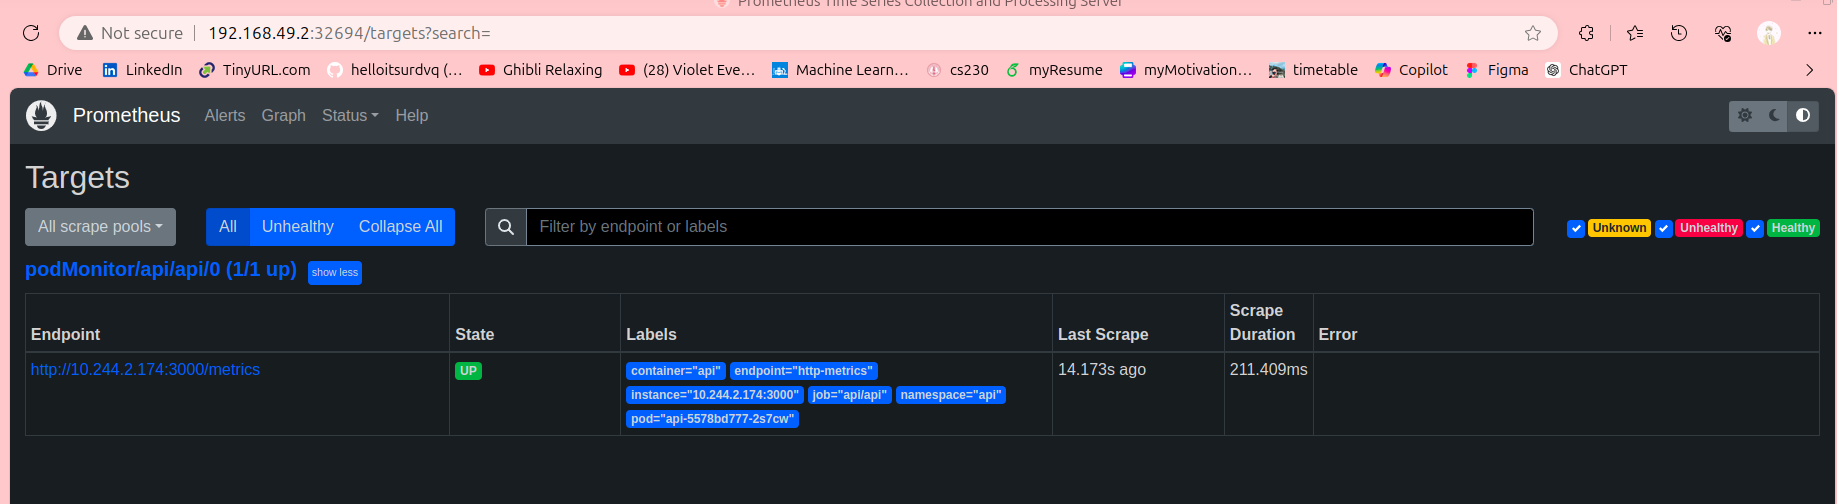 Prometheus Time Series Collection and Processing Server
Not secure 192.168.49.2:32694/targets?search=
Drive LinkedIn TinyURL.com helloitsurdvq (... Ghibli Relaxing (28) Violet Eve... Machine Learn... cs230 myResume myMotivation... timetable Copilot Figma ChatGPT
Prometheus Alerts Graph Status Help
Targets
All scrape pools All Unhealthy Collapse All Filter by endpoint or labels Unknown Unhealthy Healthy
podMonitor/api/api/0 (1/1 up) show less
Endpoint State Labels Last Scrape Scrape Duration Error
http://10.244.2.174:3000/metrics UP container="api" endpoint="http-metrics" 14.173s ago 211.409ms
instance="10.244.2.174:3000" job="api/api" namespace="api"
pod="api-5578bd777-2s7cw"